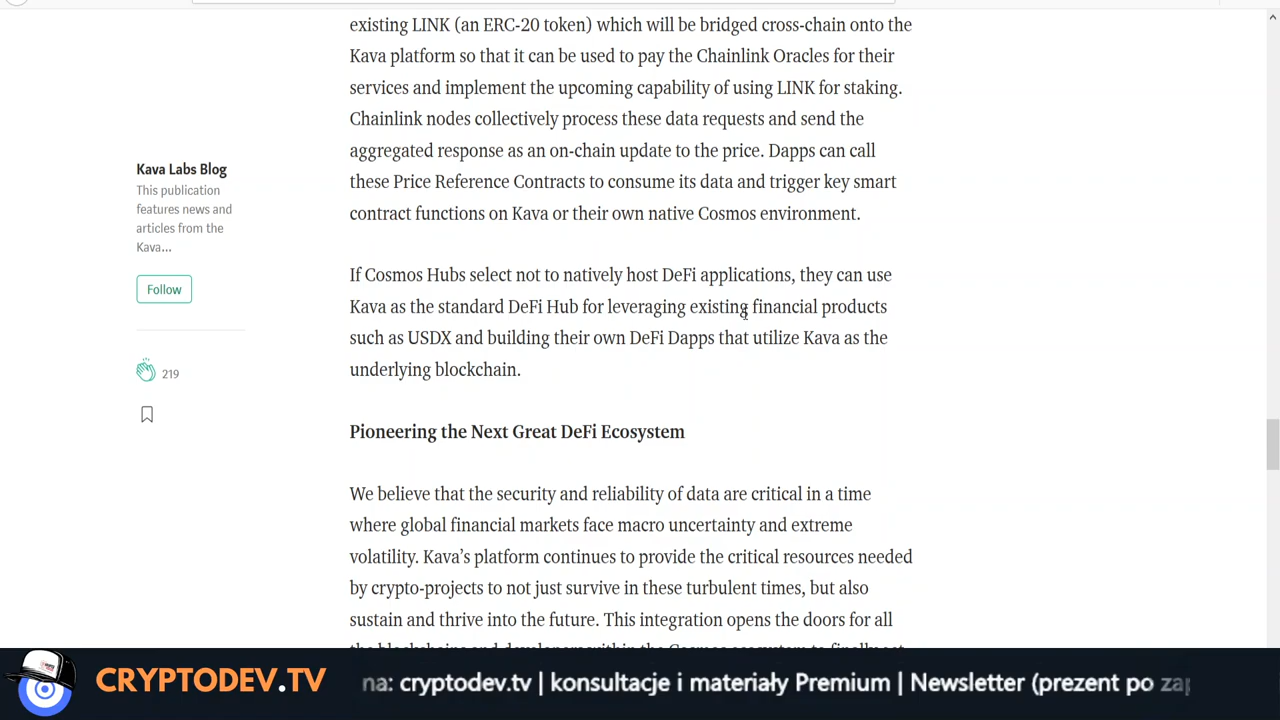 existing LINK (an ERC-20 token) which will be bridged cross-chain onto the
Kava platform so that it can be used to pay the Chainlink Oracles for their
services and implement the upcoming capability of using LINK for staking.
Chainlink nodes collectively process these data requests and send the
aggregated response as an on-chain update to the price. Dapps can call
these Price Reference Contracts to consume its data and trigger key smart
contract functions on Kava or their own native Cosmos environment.
Kava Labs Blog
This publication
features news and
articles from the
Kava...
Follow
219
If Cosmos Hubs select not to natively host DeFi applications, they can use
Kava as the standard DeFi Hub for leveraging existing financial products
such as USDX and building their own DeFi Dapps that utilize Kava as the
underlying blockchain.
Pioneering the Next Great DeFi Ecosystem
We believe that the security and reliability of data are critical in a time
where global financial markets face macro uncertainty and extreme
volatility. Kava’s platform continues to provide the critical resources needed
by crypto-projects to not just survive in these turbulent times, but also
sustain and thrive into the future. This integration opens the doors for all
CRYPTODEV.TV
na: cryptodev.tv | konsultacje i materiały Premium | Newsletter (prezent po